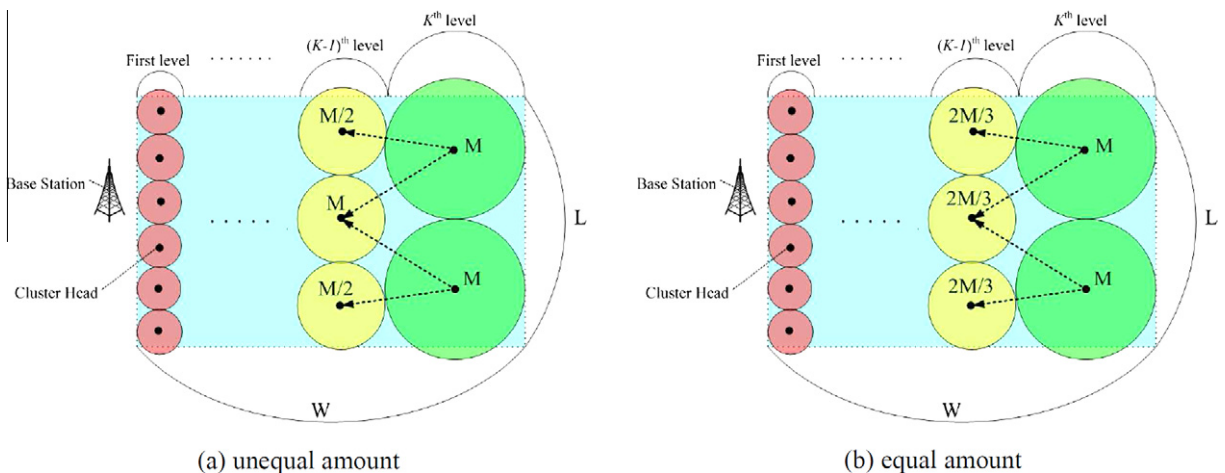 Kth level
(K-1)th level
First level
M/2
M
M
M/2
M
Base Station
Cluster Head
L
W
(a) unequal amount
Kth level
(K-1)th level
First level
2M/3
M
2M/3
2M/3
M
Base Station
Cluster Head
L
W
(b) equal amount